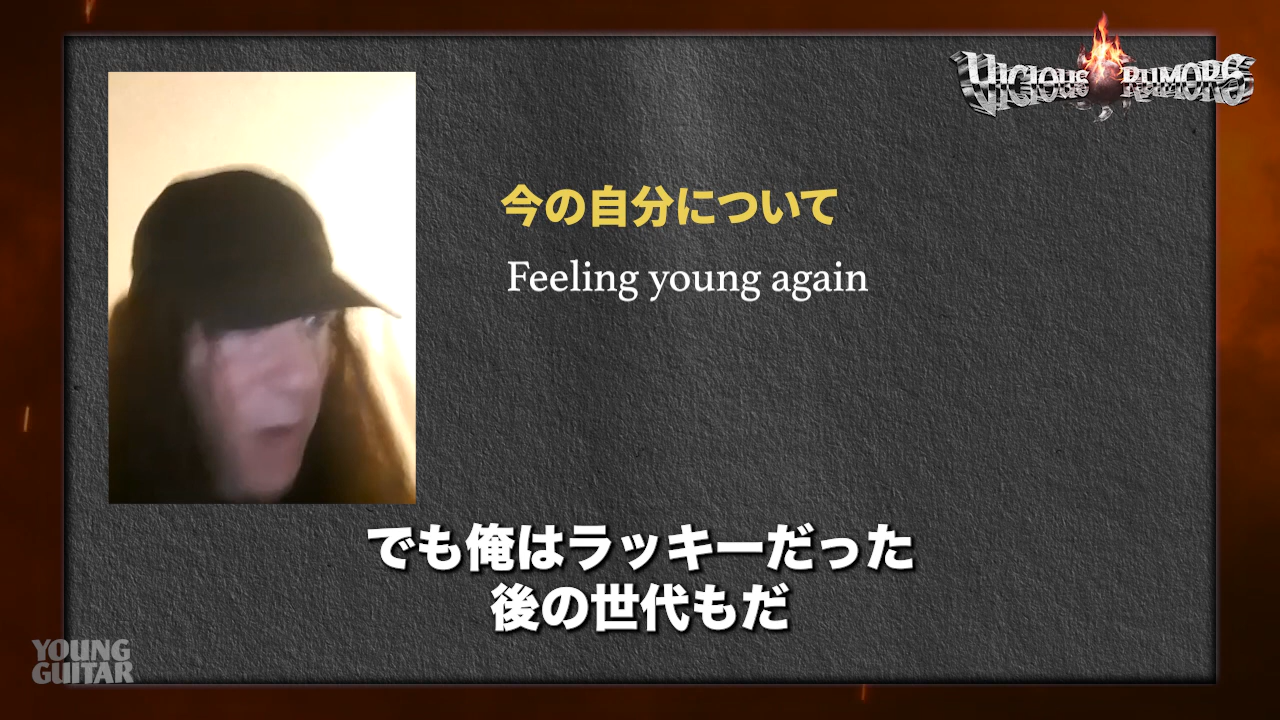 VICIOUS RUMORS
今の自分について
Feeling young again
でも俺はラッキーだった
後の世代もだ
YOUNG
GUITAR